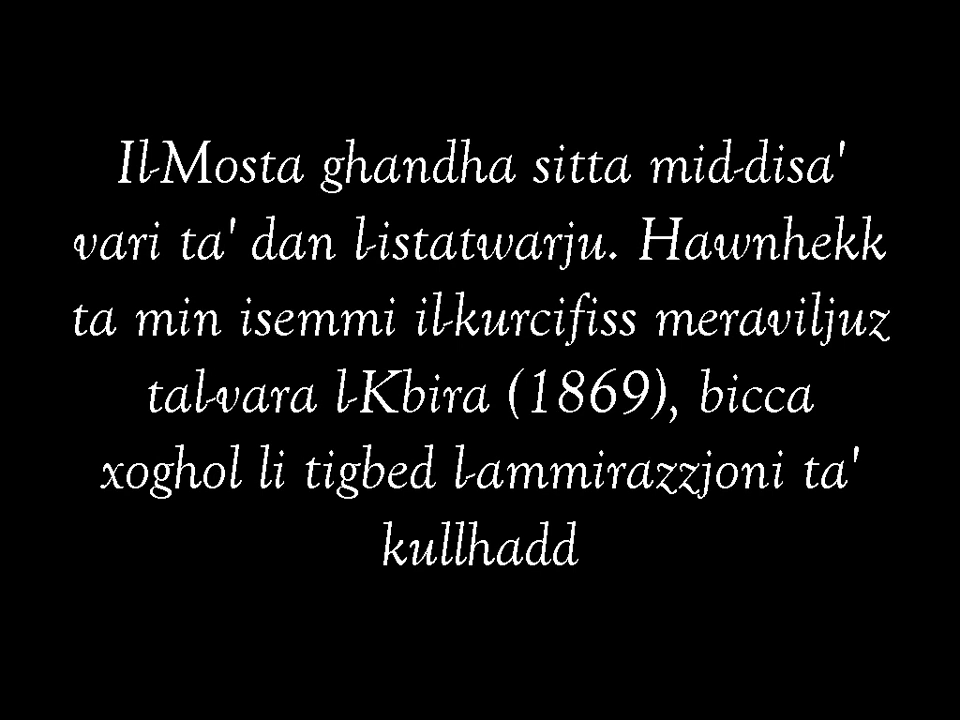 Il-Mosta ghandha sitta mid-disa'
vari ta' dan l-istatwarju. Hawnhekk
ta min isemmi il-kurcifiss meraviljuz
tal-vara l-Kbira (1869), bicca
xoghol li tigbed l-ammirazzjoni ta'
kullhadd